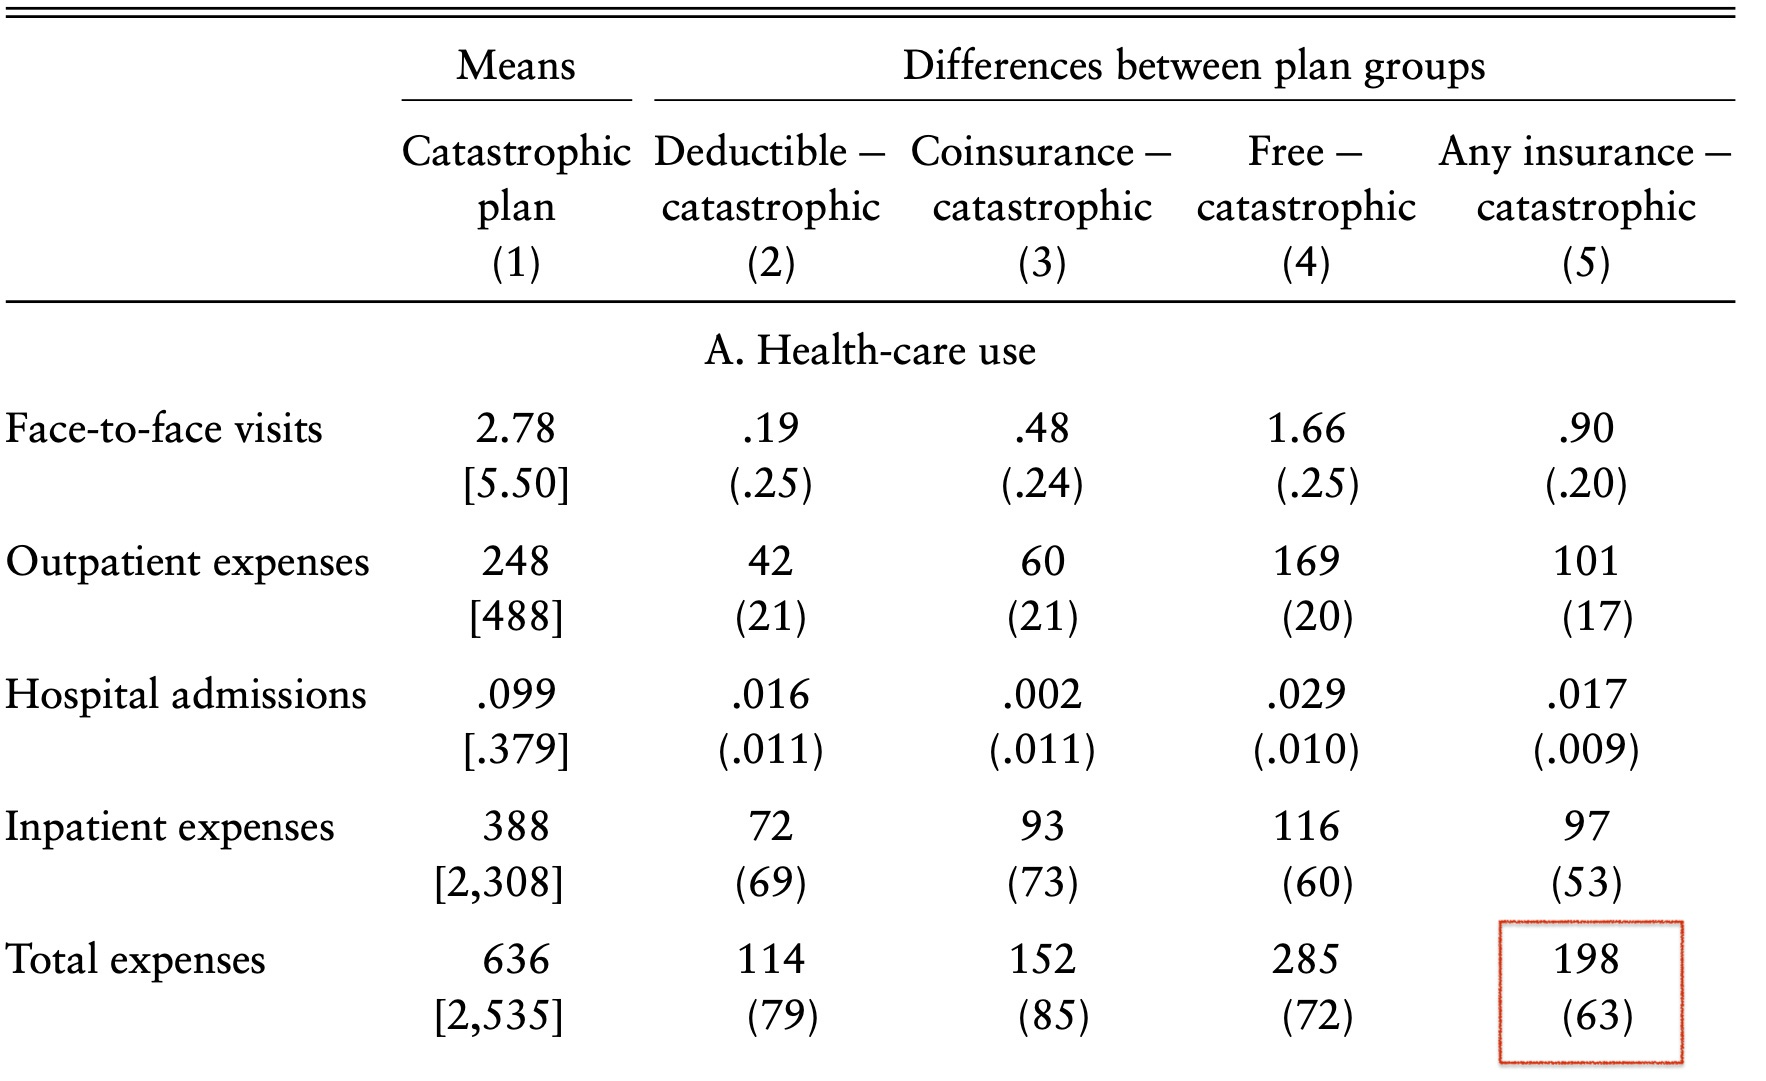 Means Differences between plan groups
Catastrophic Deductible – Coinsurance – Free – Any insurance –
plan catastrophic catastrophic catastrophic catastrophic
(1) (2) (3) (4) (5)
A. Health-care use
Face-to-face visits 2.78 .19 .48 1.66 .90
[5.50] (.25) (.24) (.25) (.20)
Outpatient expenses 248 42 60 169 101
[488] (21) (21) (20) (17)
Hospital admissions .099 .016 .002 .029 .017
[.379] (.011) (.011) (.010) (.009)
Inpatient expenses 388 72 93 116 97
[2,308] (69) (73) (60) (53)
Total expenses 636 114 152 285 198
[2,535] (79) (85) (72) (63)